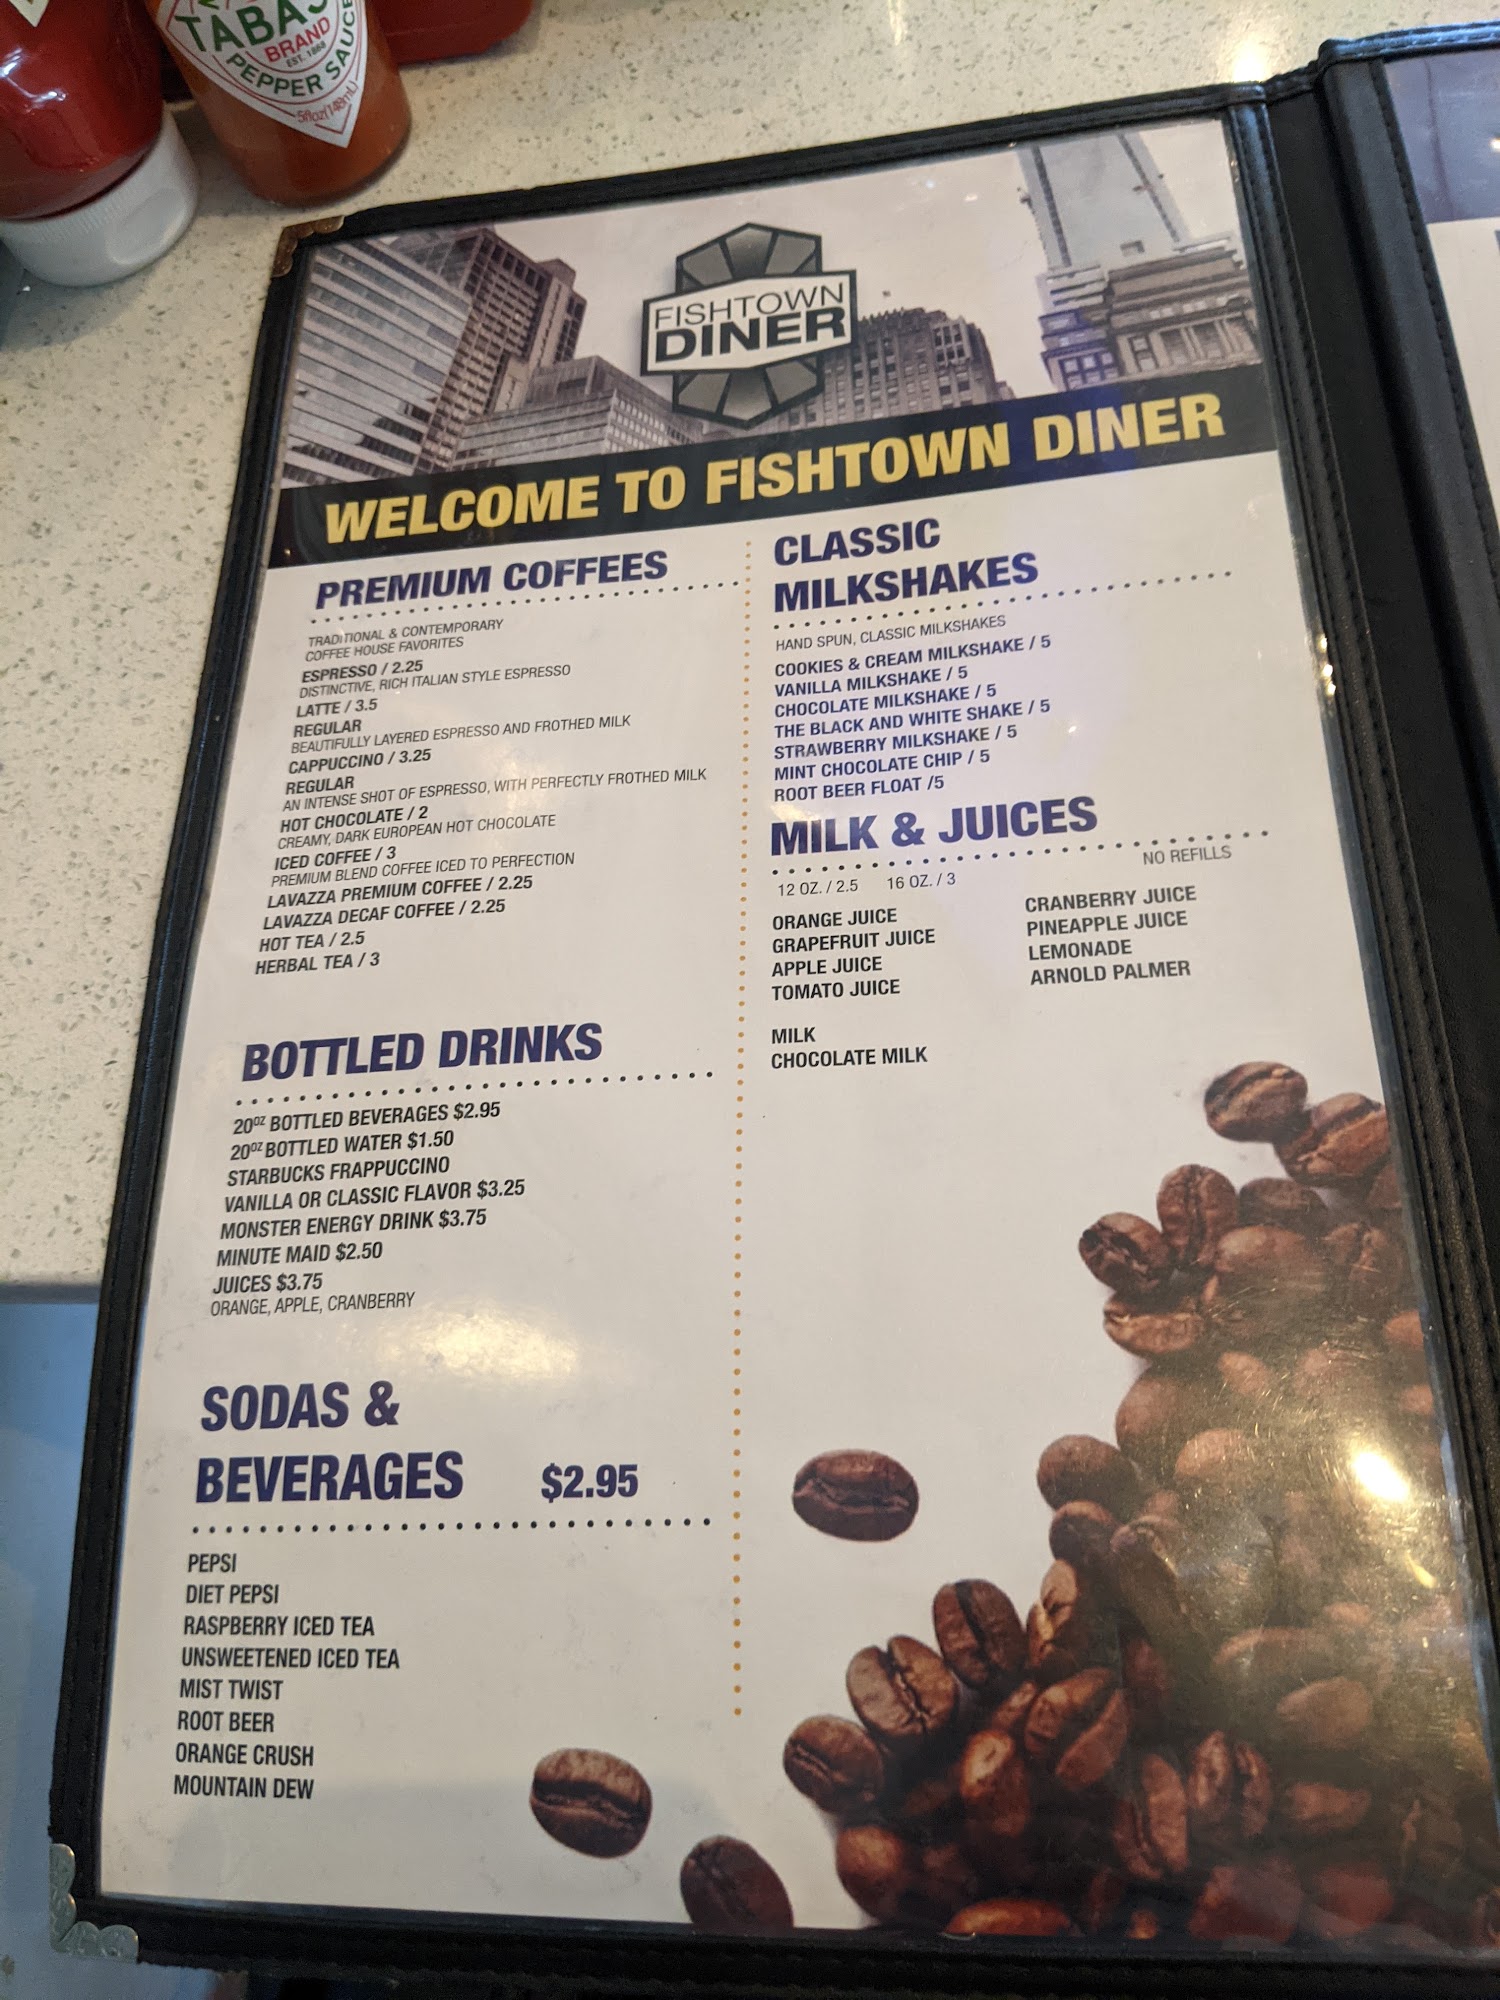 TABAS
BRAND
EST. 1868
PEPPER SAUCE
5floz(148mL)
FISHTOWN
DINER
WELCOME TO FISHTOWN DINER
PREMIUM COFFEES
TRADITIONAL & CONTEMPORARY
COFFEE HOUSE FAVORITES
ESPRESSO / 2.25
DISTINCTIVE, RICH ITALIAN STYLE ESPRESSO
LATTE / 3.5
REGULAR
BEAUTIFULLY LAYERED ESPRESSO AND FROTHED MILK
CAPPUCCINO / 3.25
REGULAR
AN INTENSE SHOT OF ESPRESSO, WITH PERFECTLY FROTHED MILK
HOT CHOCOLATE / 2
CREAMY, DARK EUROPEAN HOT CHOCOLATE
ICED COFFEE / 3
PREMIUM BLEND COFFEE ICED TO PERFECTION
LAVAZZA PREMIUM COFFEE / 2.25
LAVAZZA DECAF COFFEE / 2.25
HOT TEA / 2.5
HERBAL TEA / 3
BOTTLED DRINKS
20OZ BOTTLED BEVERAGES $2.95
20OZ BOTTLED WATER $1.50
STARBUCKS FRAPPUCCINO
VANILLA OR CLASSIC FLAVOR $3.25
MONSTER ENERGY DRINK $3.75
MINUTE MAID $2.50
JUICES $3.75
ORANGE, APPLE, CRANBERRY
SODAS &
BEVERAGES $2.95
PEPSI
DIET PEPSI
RASPBERRY ICED TEA
UNSWEETENED ICED TEA
MIST TWIST
ROOT BEER
ORANGE CRUSH
MOUNTAIN DEW
CLASSIC
MILKSHAKES
HAND SPUN, CLASSIC MILKSHAKES
COOKIES & CREAM MILKSHAKE / 5
VANILLA MILKSHAKE / 5
CHOCOLATE MILKSHAKE / 5
THE BLACK AND WHITE SHAKE / 5
STRAWBERRY MILKSHAKE / 5
MINT CHOCOLATE CHIP / 5
ROOT BEER FLOAT /5
MILK & JUICES
NO REFILLS
12 OZ. / 2.5 16 OZ. / 3
ORANGE JUICE
GRAPEFRUIT JUICE
APPLE JUICE
TOMATO JUICE
MILK
CHOCOLATE MILK
CRANBERRY JUICE
PINEAPPLE JUICE
LEMONADE
ARNOLD PALMER